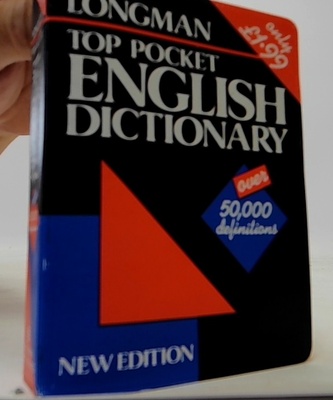 LONGMAN
only
£1.99
TOP POCKET
ENGLISH
DICTIONARY
over
50,000
definitions
NEW EDITION